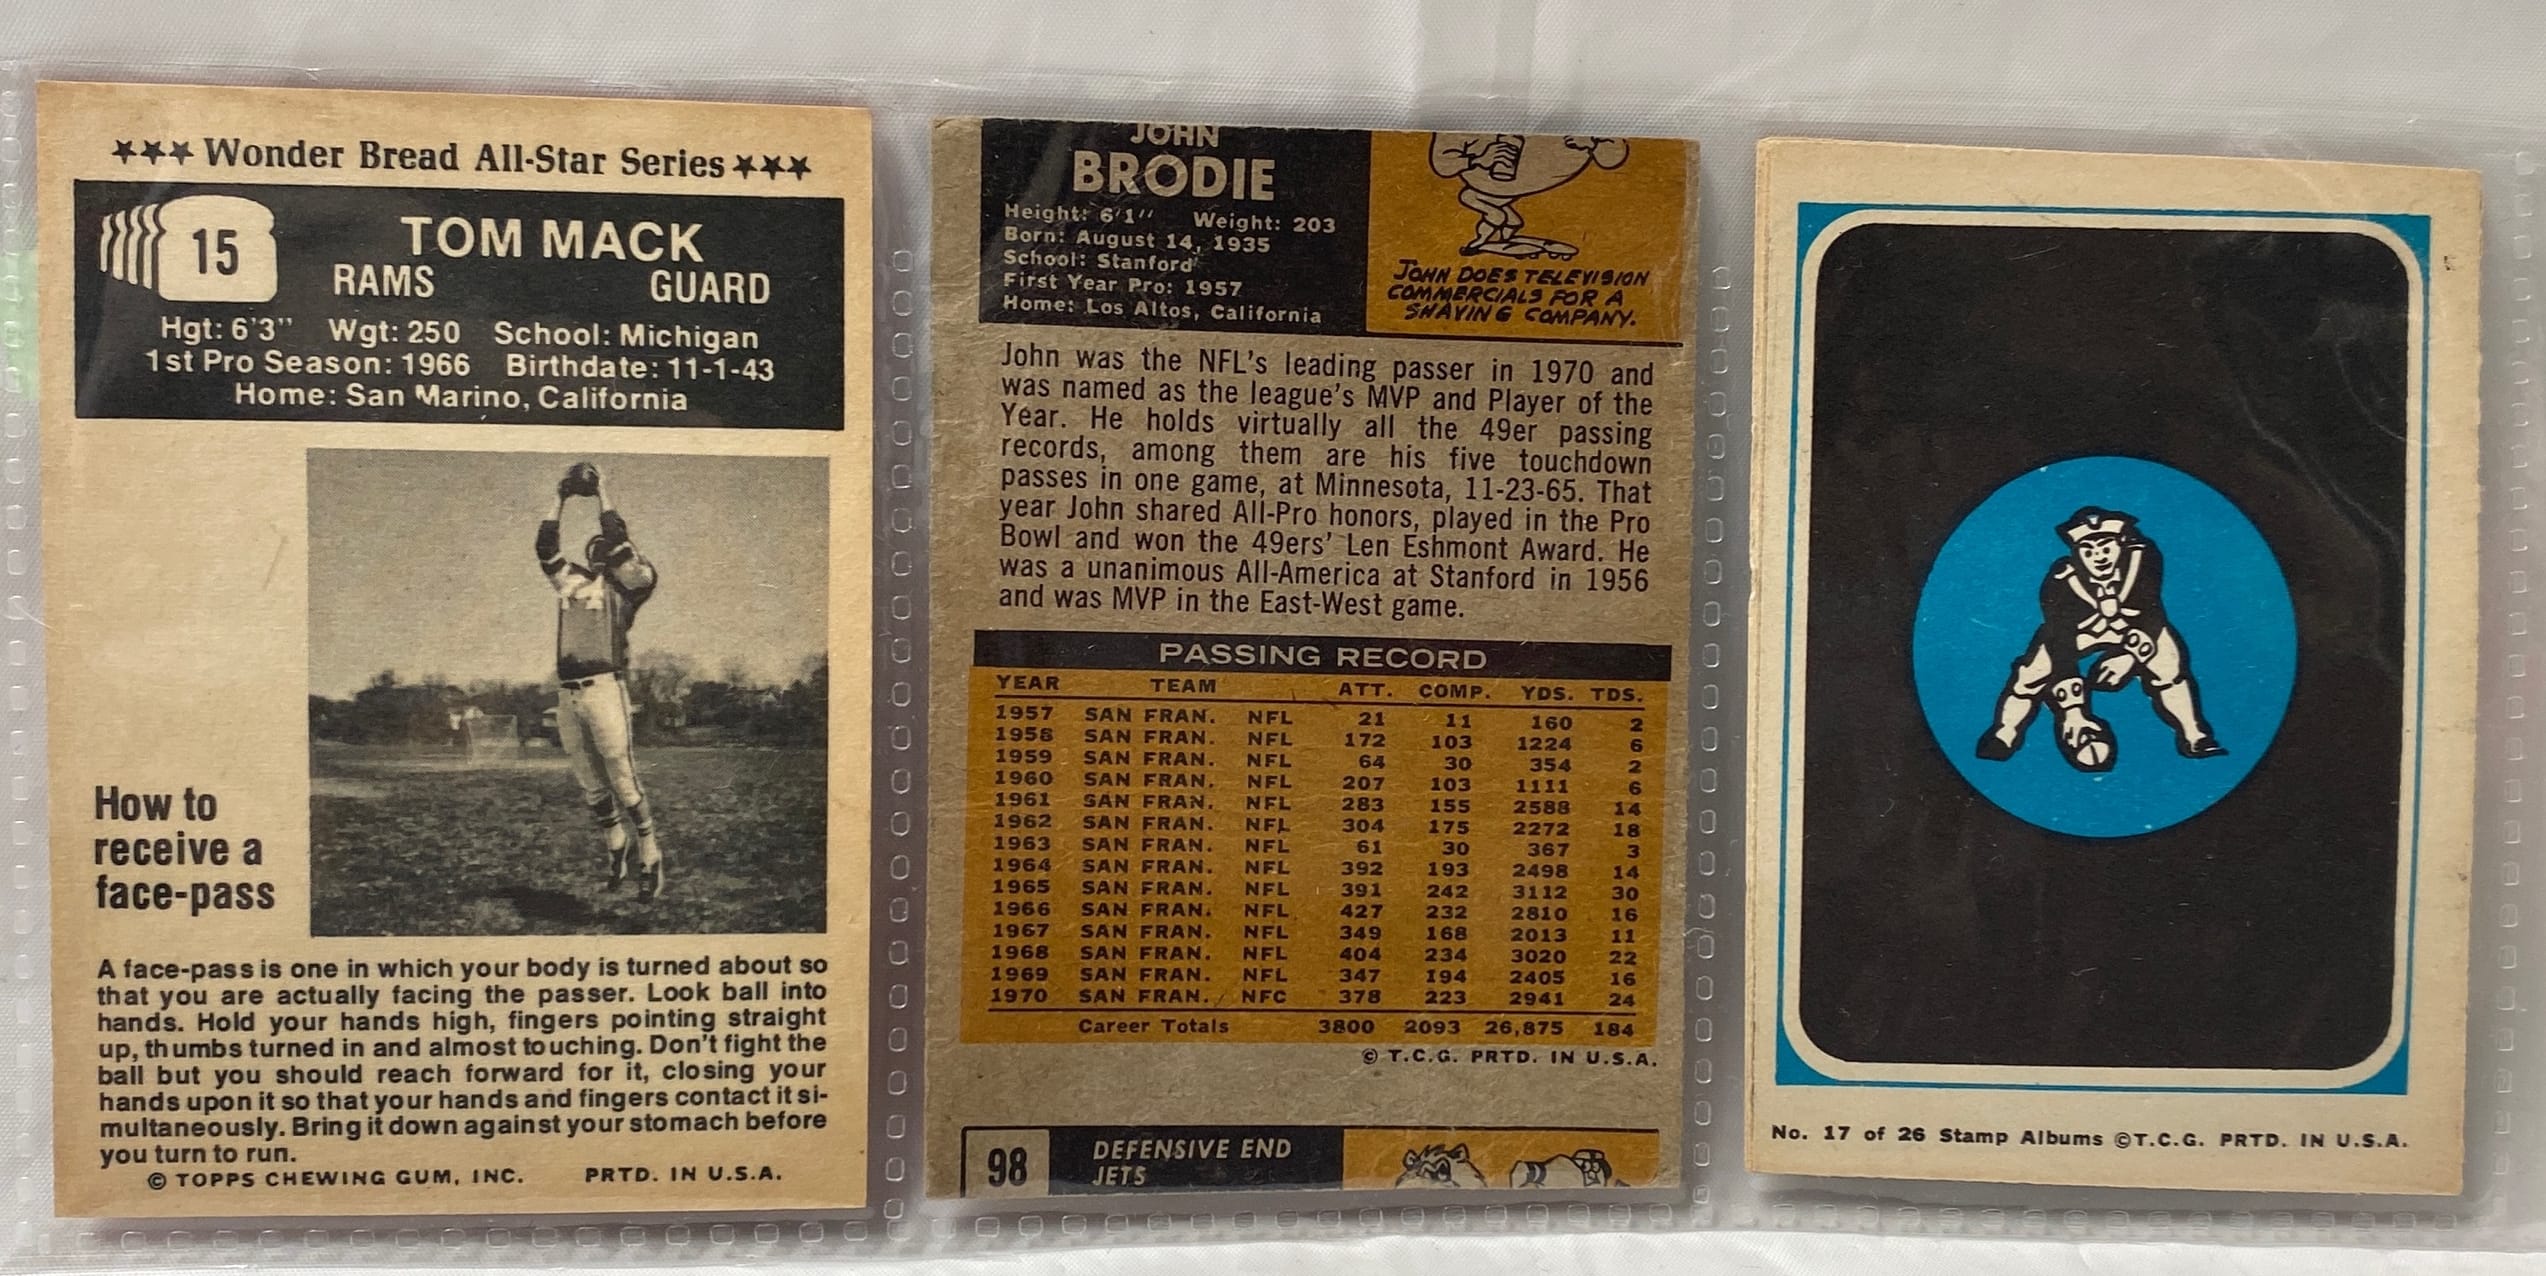 ★★★ Wonder Bread All-Star Series ★★★
15
TOM MACK
RAMS GUARD
Hgt: 6'3" Wgt: 250 School: Michigan
1st Pro Season: 1966 Birthdate: 11-1-43
Home: San Marino, California
How to
receive a
face-pass
A face-pass is one in which your body is turned about so
that you are actually facing the passer. Look ball into
hands. Hold your hands high, fingers pointing straight
up, thumbs turned in and almost touching. Don't fight the
ball but you should reach forward for it, closing your
hands upon it so that your hands and fingers contact it si-
multaneously. Bring it down against your stomach before
you turn to run.
© TOPPS CHEWING GUM, INC. PRTD. IN U.S.A.
JOHN
BRODIE
Height: 6'1" Weight: 203
Born: August 14, 1935
School: Stanford
First Year Pro: 1957
Home: Los Altos, California
JOHN DOES TELEVISION
COMMERCIALS FOR A
SHAVING COMPANY.
John was the NFL's leading passer in 1970 and
was named as the league's MVP and Player of the
Year. He holds virtually all the 49er passing
records, among them are his five touchdown
passes in one game, at Minnesota, 11-23-65. That
year John shared All-Pro honors, played in the Pro
Bowl and won the 49ers' Len Eshmont Award. He
was a unanimous All-America at Stanford in 1956
and was MVP in the East-West game.
PASSING RECORD
YEAR TEAM ATT. COMP. YDS. TDS.
1957 SAN FRAN. NFL 21 11 160 2
1958 SAN FRAN. NFL 172 103 1224 6
1959 SAN FRAN. NFL 64 30 354 2
1960 SAN FRAN. NFL 207 103 1111 6
1961 SAN FRAN. NFL 283 155 2588 14
1962 SAN FRAN. NFL 304 175 2272 18
1963 SAN FRAN. NFL 61 30 367 3
1964 SAN FRAN. NFL 392 193 2498 14
1965 SAN FRAN. NFL 391 242 3112 30
1966 SAN FRAN. NFL 427 232 2810 16
1967 SAN FRAN. NFL 349 168 2013 11
1968 SAN FRAN. NFL 404 234 3020 22
1969 SAN FRAN. NFL 347 194 2405 16
1970 SAN FRAN. NFC 378 223 2941 24
Career Totals 3800 2093 26,875 184
© T.C.G. PRTD. IN U.S.A.
98
DEFENSIVE END
JETS
No. 17 of 26 Stamp Albums © T.C.G. PRTD. IN U.S.A.